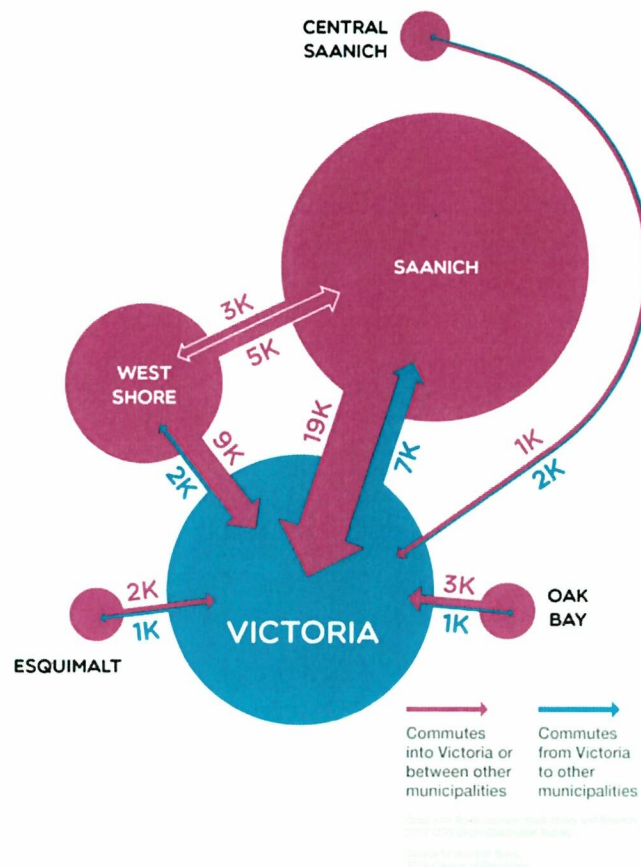 CENTRAL
SAANICH
SAANICH
3K
5K
WEST
SHORE
19K
7K
9K
2K
1K
2K
2K
1K
3K
1K
OAK
BAY
VICTORIA
ESQUIMALT
Commutes
into Victoria or
between other
municipalities
Commutes
from Victoria
to other
municipalities